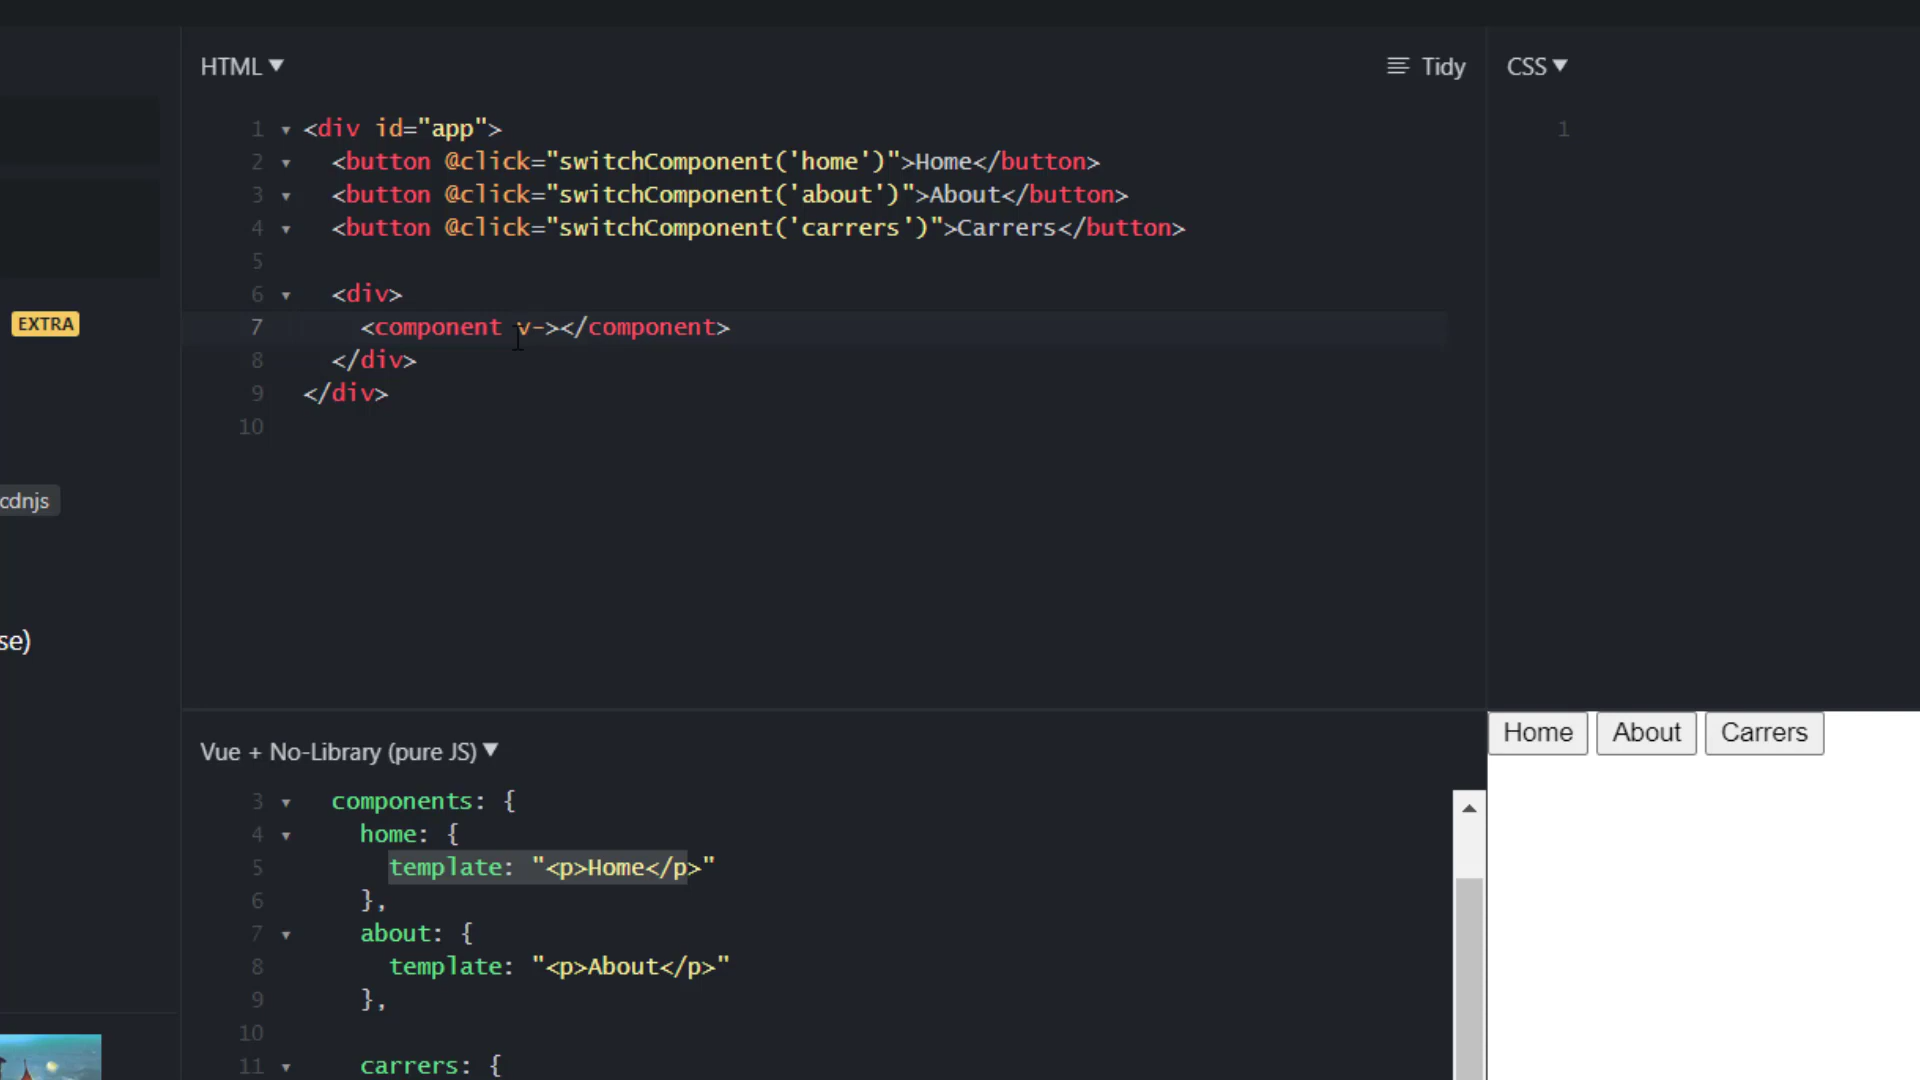 HTML ▼
Tidy
CSS ▼
1 ▾ <div id="app">
2 ▾   <button @click="switchComponent('home')">Home</button>
3 ▾   <button @click="switchComponent('about')">About</button>
4 ▾   <button @click="switchComponent('carrers')">Carrers</button>
5
6 ▾   <div>
7     <component v-></component>
8   </div>
9 </div>
10
1
EXTRA
cdnjs
se)
Vue + No-Library (pure JS) ▼
3 ▾   components: {
4 ▾     home: {
5       template: "<p>Home</p>"
6     },
7 ▾     about: {
8       template: "<p>About</p>"
9     },
10
11 ▾     carrers: {
Home About Carrers